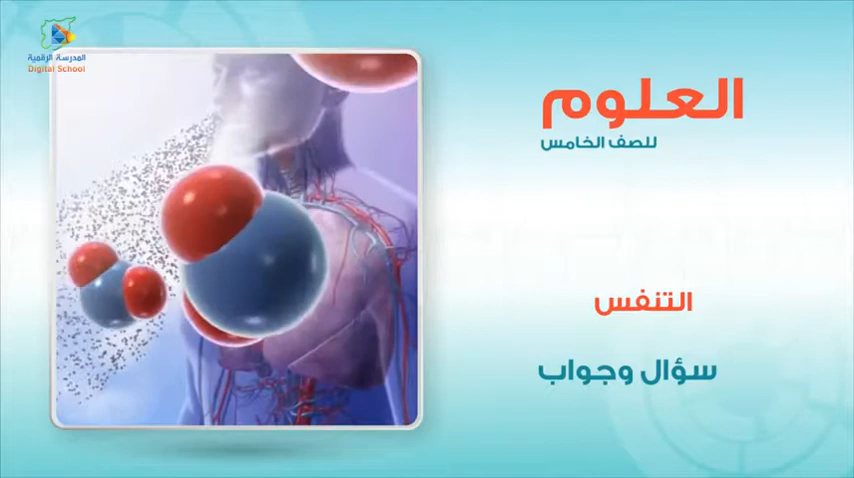 المدرسة الرقمية
Digital School
العلوم
للصف الخامس
التنفس
سؤال وجواب